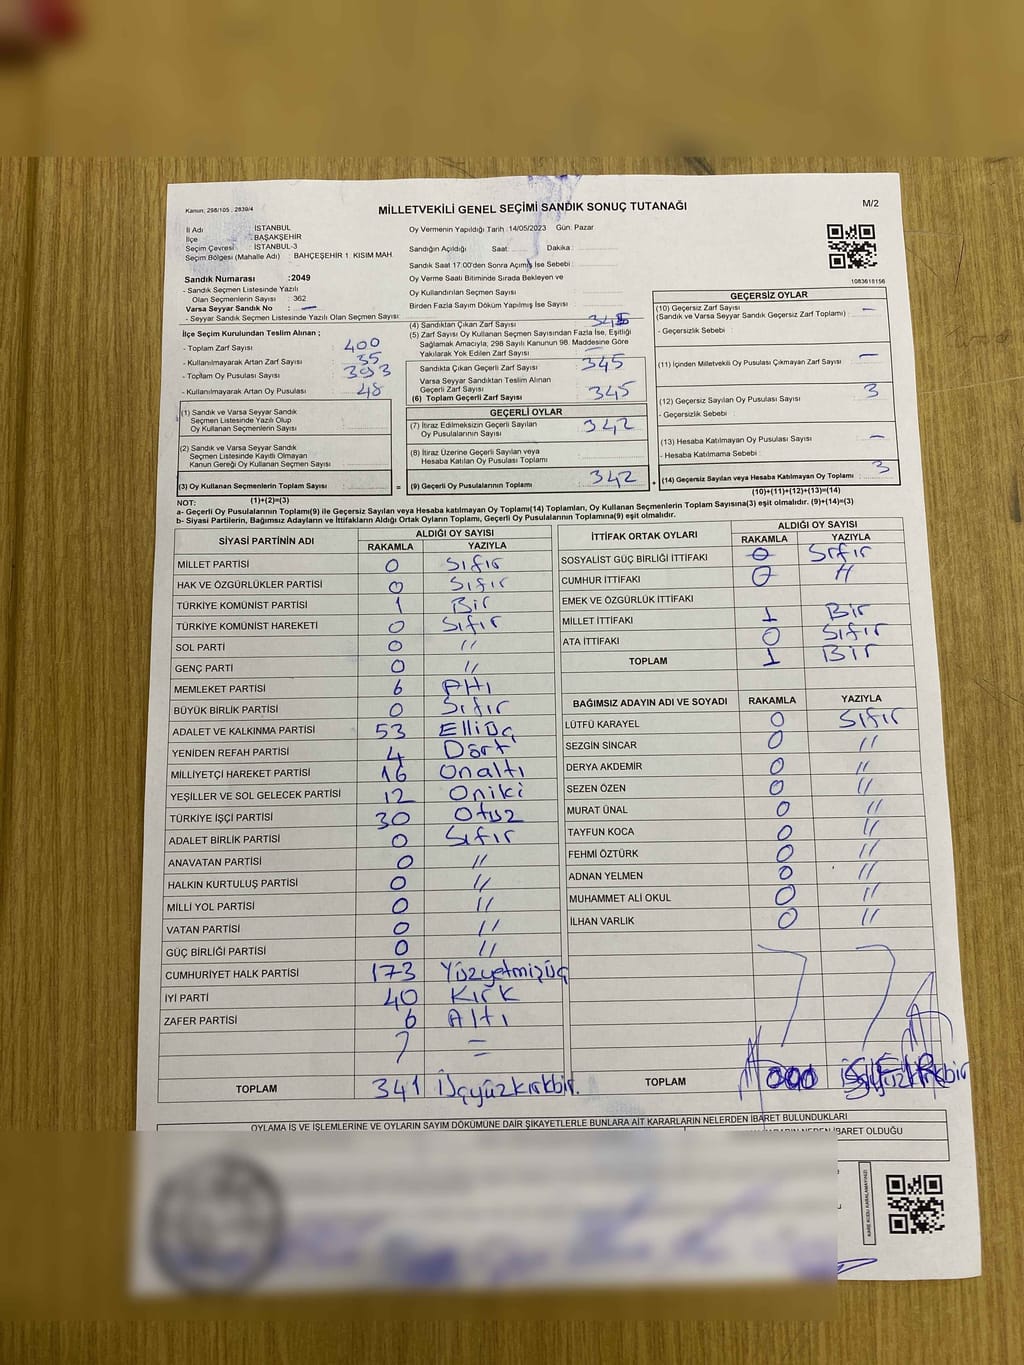 Kanun, 298/105 , 2839/4
MİLLETVEKİLİ GENEL SEÇİMİ SANDIK SONUÇ TUTANAĞI
M/2
İl Adı : İSTANBUL
İlçe : BAŞAKŞEHİR
Seçim Çevresi : İSTANBUL-3
Seçim Bölgesi (Mahalle Adı) : BAHÇEŞEHİR 1. KISIM MAH.
Sandık Numarası :2049
- Sandık Seçmen Listesinde Yazılı
Olan Seçmenlerin Sayısı : 362
Varsa Seyyar Sandık No : —
- Seyyar Sandık Seçmen Listesinde Yazılı Olan Seçmen Sayısı:
Oy Vermenin Yapıldığı Tarih :14/05/2023 Gün: Pazar
Sandığın Açıldığı Saat: Dakika:
Sandık Saat 17.00'den Sonra Açılmış İse Sebebi :
Oy Verme Saati Bitiminde Sırada Bekleyen ve
Oy Kullandırılan Seçmen Sayısı :
Birden Fazla Sayım Döküm Yapılmış İse Sayısı :
1083618156
İlçe Seçim Kurulundan Teslim Alınan ;
- Toplam Zarf Sayısı : 400
- Kullanılmayarak Artan Zarf Sayısı : 35
- Toplam Oy Pusulası Sayısı : 393
- Kullanılmayarak Artan Oy Pusulası : 48
(1) Sandık ve Varsa Seyyar Sandık
Seçmen Listesinde Yazılı Olup
Oy Kullanan Seçmenlerin Sayısı :
(2) Sandık ve Varsa Seyyar Sandık
Seçmen Listesinde Kayıtlı Olmayan
Kanun Gereği Oy Kullanan Seçmen Sayısı :
(3) Oy Kullanan Seçmenlerin Toplam Sayısı :
(1)+(2)=(3)
(4) Sandıktan Çıkan Zarf Sayısı : 345
(5) Zarf Sayısı Oy Kullanan Seçmen Sayısından Fazla İse, Eşitliği
Sağlamak Amacıyla; 298 Sayılı Kanunun 98. Maddesine Göre
Yakılarak Yok Edilen Zarf Sayısı :
Sandıkta Çıkan Geçerli Zarf Sayısı : 345
Varsa Seyyar Sandıktan Teslim Alınan
Geçerli Zarf Sayısı :
(6) Toplam Geçerli Zarf Sayısı : 345
GEÇERLİ OYLAR
(7) İtiraz Edilmeksizin Geçerli Sayılan
Oy Pusulalarının Sayısı : 342
(8) İtiraz Üzerine Geçerli Sayılan veya
Hesaba Katılan Oy Pusulası Toplamı :
= (9) Geçerli Oy Pusulalarının Toplamı : 342 +
GEÇERSİZ OYLAR
(10) Geçersiz Zarf Sayısı : —
(Sandık ve Varsa Seyyar Sandık Geçersiz Zarf Toplamı)
- Geçersizlik Sebebi :
(11) İçinden Milletvekili Oy Pusulası Çıkmayan Zarf Sayısı : —
(12) Geçersiz Sayılan Oy Pusulası Sayısı : 3
- Geçersizlik Sebebi :
(13) Hesaba Katılmayan Oy Pusulası Sayısı : —
- Hesaba Katılmama Sebebi :
(14) Geçersiz Sayılan veya Hesaba Katılmayan Oy Toplamı : 3
(10)+(11)+(12)+(13)=(14)
NOT:
a- Geçerli Oy Pusulalarının Toplamı(9) ile Geçersiz Sayılan veya Hesaba Katılmayan Oy Toplamı(14) Toplamları, Oy Kullanan Seçmenlerin Toplam Sayısına(3) eşit olmalıdır. (9)+(14)=(3)
b- Siyasi Partilerin, Bağımsız Adayların ve İttifakların Aldığı Ortak Oyların Toplamı, Geçerli Oy Pusulalarının Toplamına(9) eşit olmalıdır.
SİYASİ PARTİNİN ADI ALDIĞI OY SAYISI
RAKAMLA YAZIYLA
MİLLET PARTİSİ 0 Sıfır
HAK VE ÖZGÜRLÜKLER PARTİSİ 0 Sıfır
TÜRKİYE KOMÜNİST PARTİSİ 1 Bir
TÜRKİYE KOMÜNİST HAREKETİ 0 Sıfır
SOL PARTİ 0 "
GENÇ PARTİ 0 "
MEMLEKET PARTİSİ 6 Altı
BÜYÜK BİRLİK PARTİSİ 0 Sıfır
ADALET VE KALKINMA PARTİSİ 53 Elliüç
YENİDEN REFAH PARTİSİ 4 Dört
MİLLİYETÇİ HAREKET PARTİSİ 16 Onaltı
YEŞİLLER VE SOL GELECEK PARTİSİ 12 Oniki
TÜRKİYE İŞÇİ PARTİSİ 30 Otuz
ADALET BİRLİK PARTİSİ 0 Sıfır
ANAVATAN PARTİSİ 0 "
HALKIN KURTULUŞ PARTİSİ 0 "
MİLLİ YOL PARTİSİ 0 "
VATAN PARTİSİ 0 "
GÜÇ BİRLİĞİ PARTİSİ 0 "
CUMHURİYET HALK PARTİSİ 173 Yüzyetmişüç
İYİ PARTİ 40 Kırk
ZAFER PARTİSİ 6 Altı
TOPLAM 341 Üçyüzkırkbir.
İTTİFAK ORTAK OYLARI ALDIĞI OY SAYISI
RAKAMLA YAZIYLA
SOSYALİST GÜÇ BİRLİĞİ İTTİFAKI 0 Sıfır
CUMHUR İTTİFAKI 0 "
EMEK VE ÖZGÜRLÜK İTTİFAKI
MİLLET İTTİFAKI 1 Bir
ATA İTTİFAKI 0 Sıfır
TOPLAM 1 Bir
BAĞIMSIZ ADAYIN ADI VE SOYADI RAKAMLA YAZIYLA
LÜTFÜ KARAYEL 0 Sıfır
SEZGİN SİNCAR 0 "
DERYA AKDEMİR 0 "
SEZEN ÖZEN 0 "
MURAT ÜNAL 0 "
TAYFUN KOCA 0 "
FEHMİ ÖZTÜRK 0 "
ADNAN YELMEN 0 "
MUHAMMET ALİ OKUL 0 "
İLHAN VARLIK 0 "
TOPLAM 000
OYLAMA İŞ VE İŞLEMLERİNE VE OYLARIN SAYIM DÖKÜMÜNE DAİR ŞİKAYETLERLE BUNLARA AİT KARARLARIN NELERDEN İBARET BULUNDUKLARI
İBARET OLDUĞU